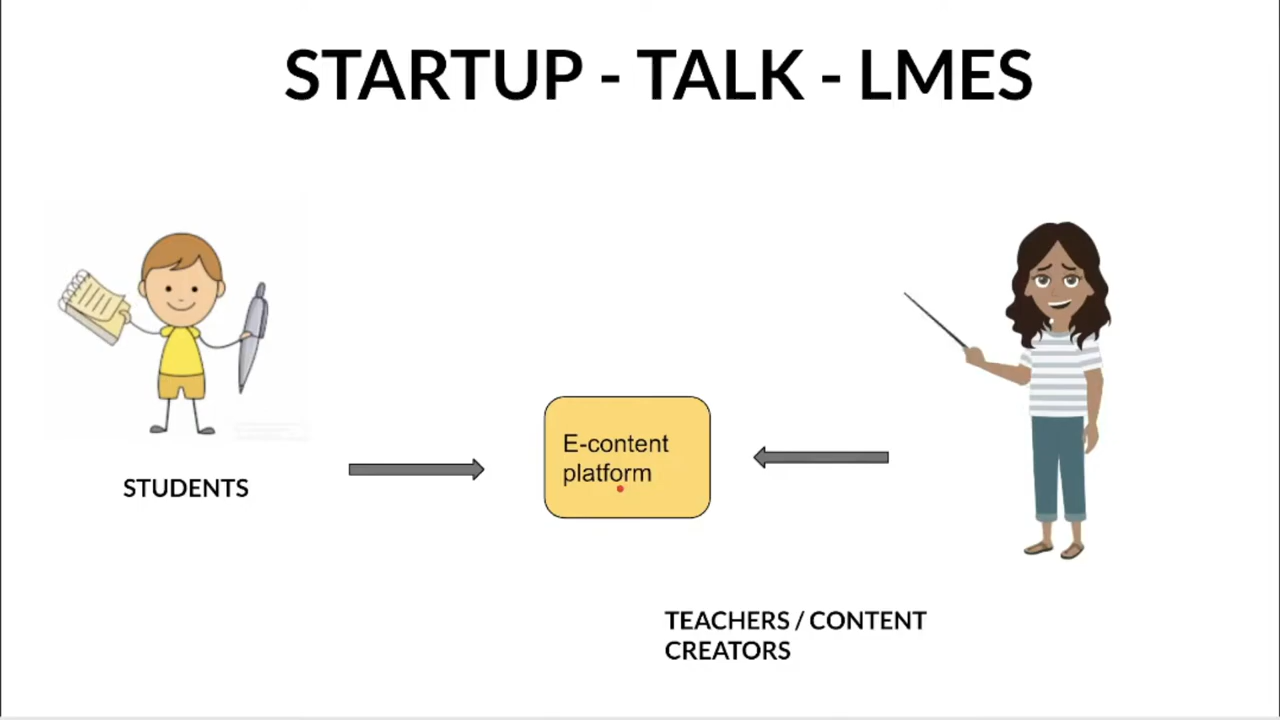 STARTUP - TALK - LMES
E-content
platform
STUDENTS
TEACHERS / CONTENT
CREATORS